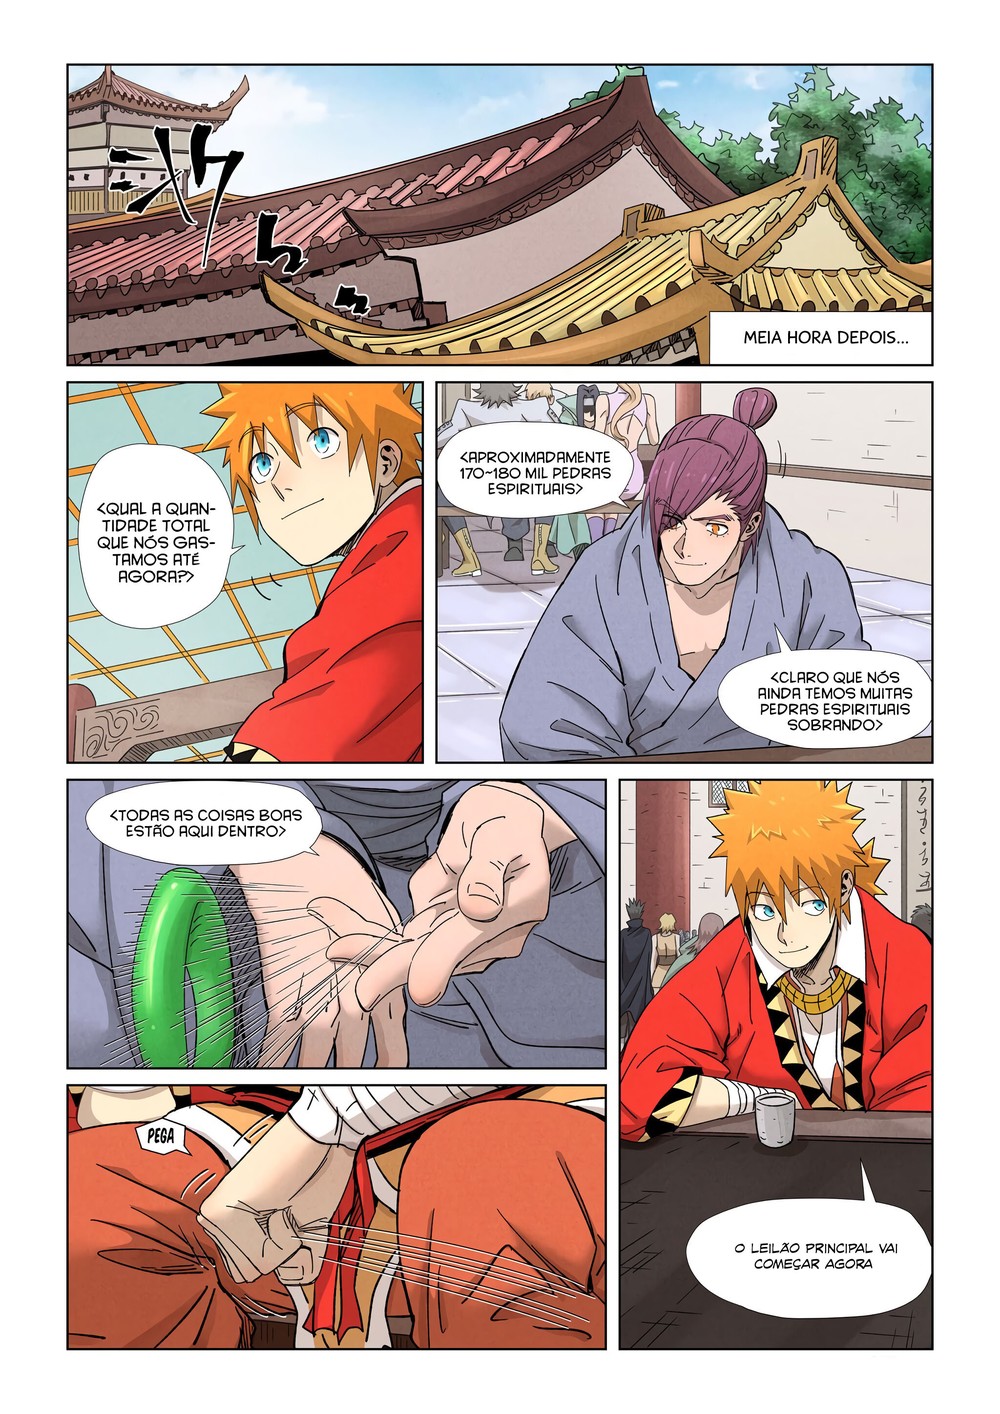 MEIA HORA DEPOIS...
<QUAL A QUAN-
TIDADE TOTAL
QUE NÓS GAS-
TAMOS ATÉ
AGORA?>
<APROXIMADAMENTE
170~180 MIL PEDRAS
ESPIRITUAIS>
<CLARO QUE NÓS
AINDA TEMOS MUITAS
PEDRAS ESPIRITUAIS
SOBRANDO>
<TODAS AS COISAS BOAS
ESTÃO AQUI DENTRO>
PEGA
O LEILÃO PRINCIPAL VAI
COMEÇAR AGORA